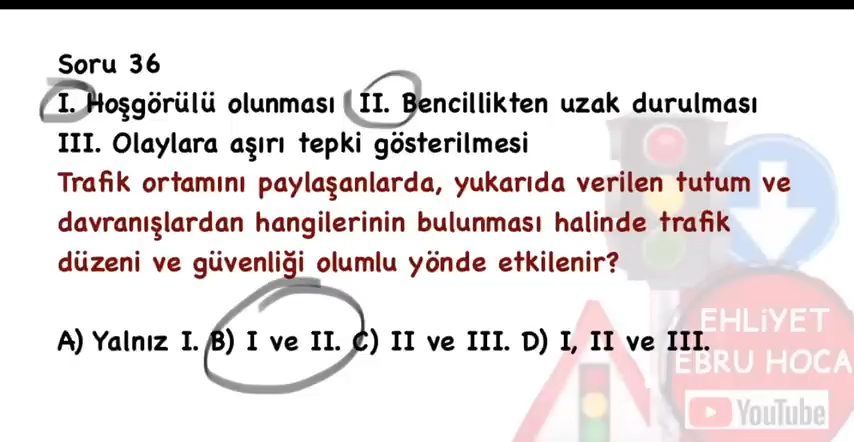 Soru 36
I. Hoşgörülü olunması II. Bencillikten uzak durulması
III. Olaylara aşırı tepki gösterilmesi
Trafik ortamını paylaşanlarda, yukarıda verilen tutum ve
davranışlardan hangilerinin bulunması halinde trafik
düzeni ve güvenliği olumlu yönde etkilenir?
A) Yalnız I. B) I ve II. C) II ve III. D) I, II ve III.
EHLİYET
EBRU HOCA
YouTube